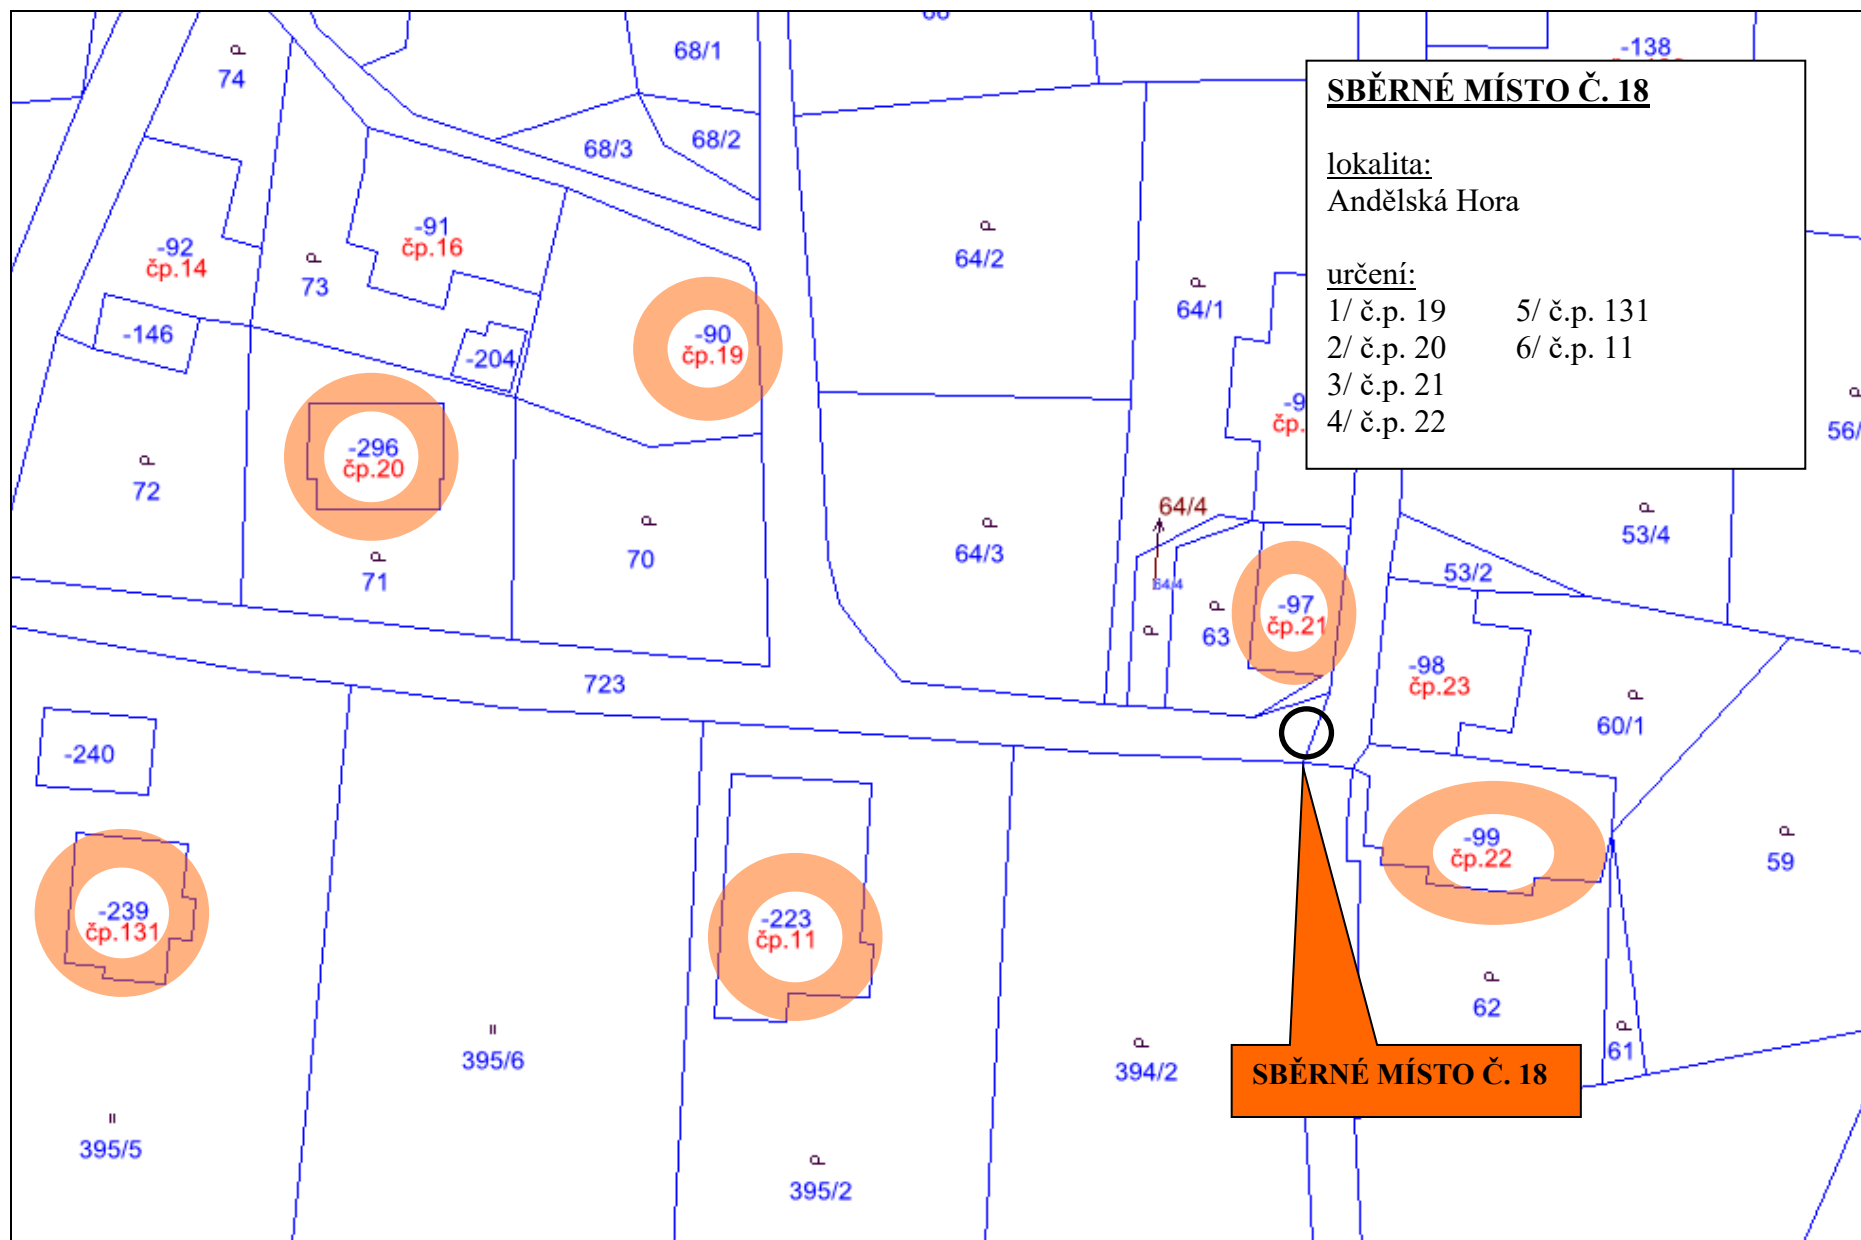 68/1
-138
74
68/2
68/3
SBĚRNÉ MÍSTO Č. 18
lokalita:
Andělská Hora
určení:
1/ č.p. 19 5/ č.p. 131
2/ č.p. 20 6/ č.p. 11
3/ č.p. 21
4/ č.p. 22
-91
čp.16
-92
čp.14
73
64/2
64/1
-146
-204
-90
čp.19
-296
čp.20
72
71
70
64/3
64/4
64/4
63
-97
čp.21
53/4
53/2
56/
-98
čp.23
60/1
723
-240
-99
čp.22
59
-239
čp.131
-223
čp.11
62
61
395/6
394/2
SBĚRNÉ MÍSTO Č. 18
395/5
395/2